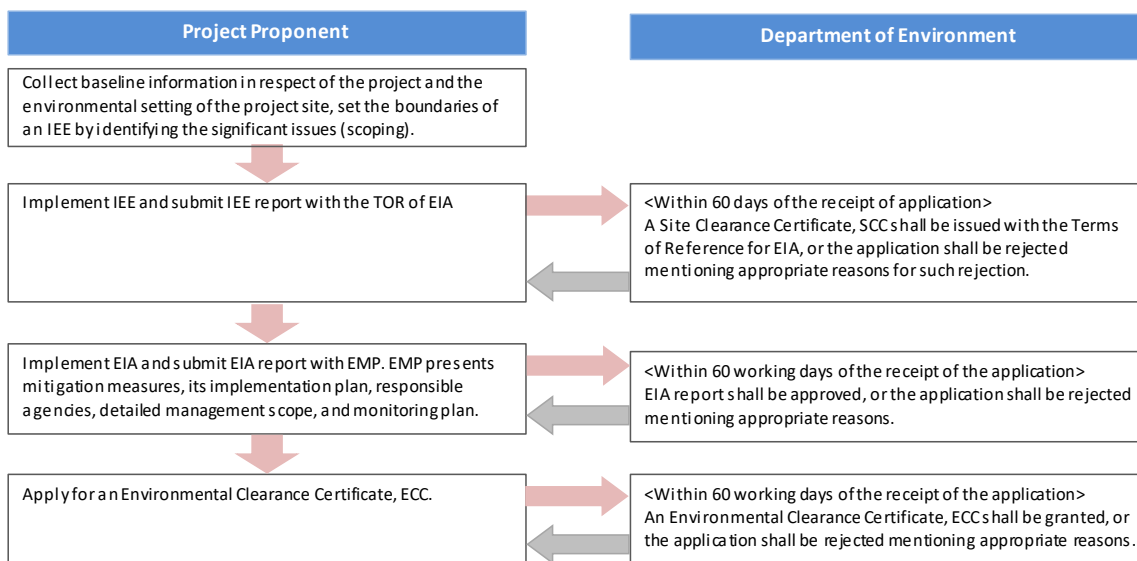 Project Proponent
Department of Environment
Collect baseline information in respect of the project and the
environmental setting of the project site, set the boundaries of
an IEE by identifying the significant issues (scoping).
Implement IEE and submit IEE report with the TOR of EIA
<Within 60 days of the receipt of application>
A Site Clearance Certificate, SCC shall be issued with the Terms
of Reference for EIA, or the application shall be rejected
mentioning appropriate reasons for such rejection.
Implement EIA and submit EIA report with EMP. EMP presents
mitigation measures, its implementation plan, responsible
agencies, detailed management scope, and monitoring plan.
<Within 60 working days of the receipt of the application>
EIA report shall be approved, or the application shall be rejected
mentioning appropriate reasons.
Apply for an Environmental Clearance Certificate, ECC.
<Within 60 working days of the receipt of the application>
An Environmental Clearance Certificate, ECC shall be granted, or
the application shall be rejected mentioning appropriate reasons.